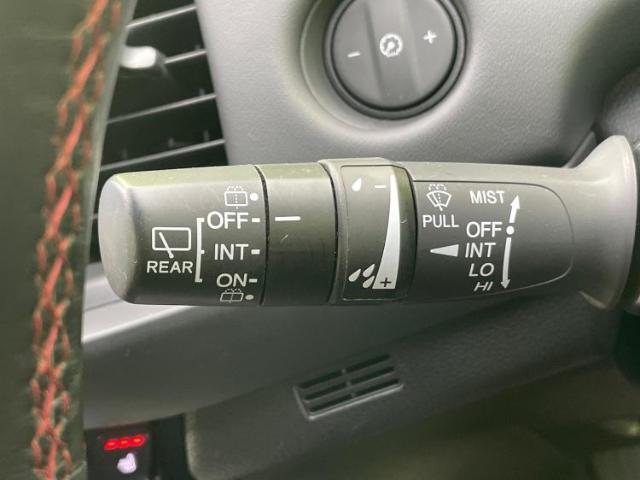 − +
OFF
INT
REAR
ON
−
+
PULL
MIST
OFF
INT
LO
HI